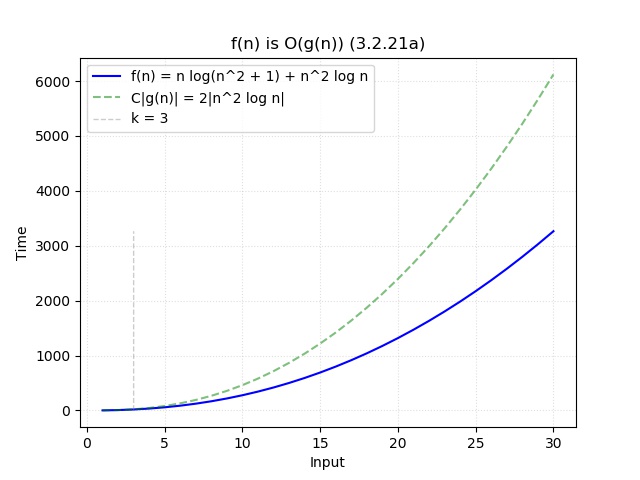 f(n) is O(g(n)) (3.2.21a)
f(n) = n log(n^2 + 1) + n^2 log n
C|g(n)| = 2|n^2 log n|
k = 3
Time
6000
5000
4000
3000
2000
1000
0
0 5 10 15 20 25 30
Input